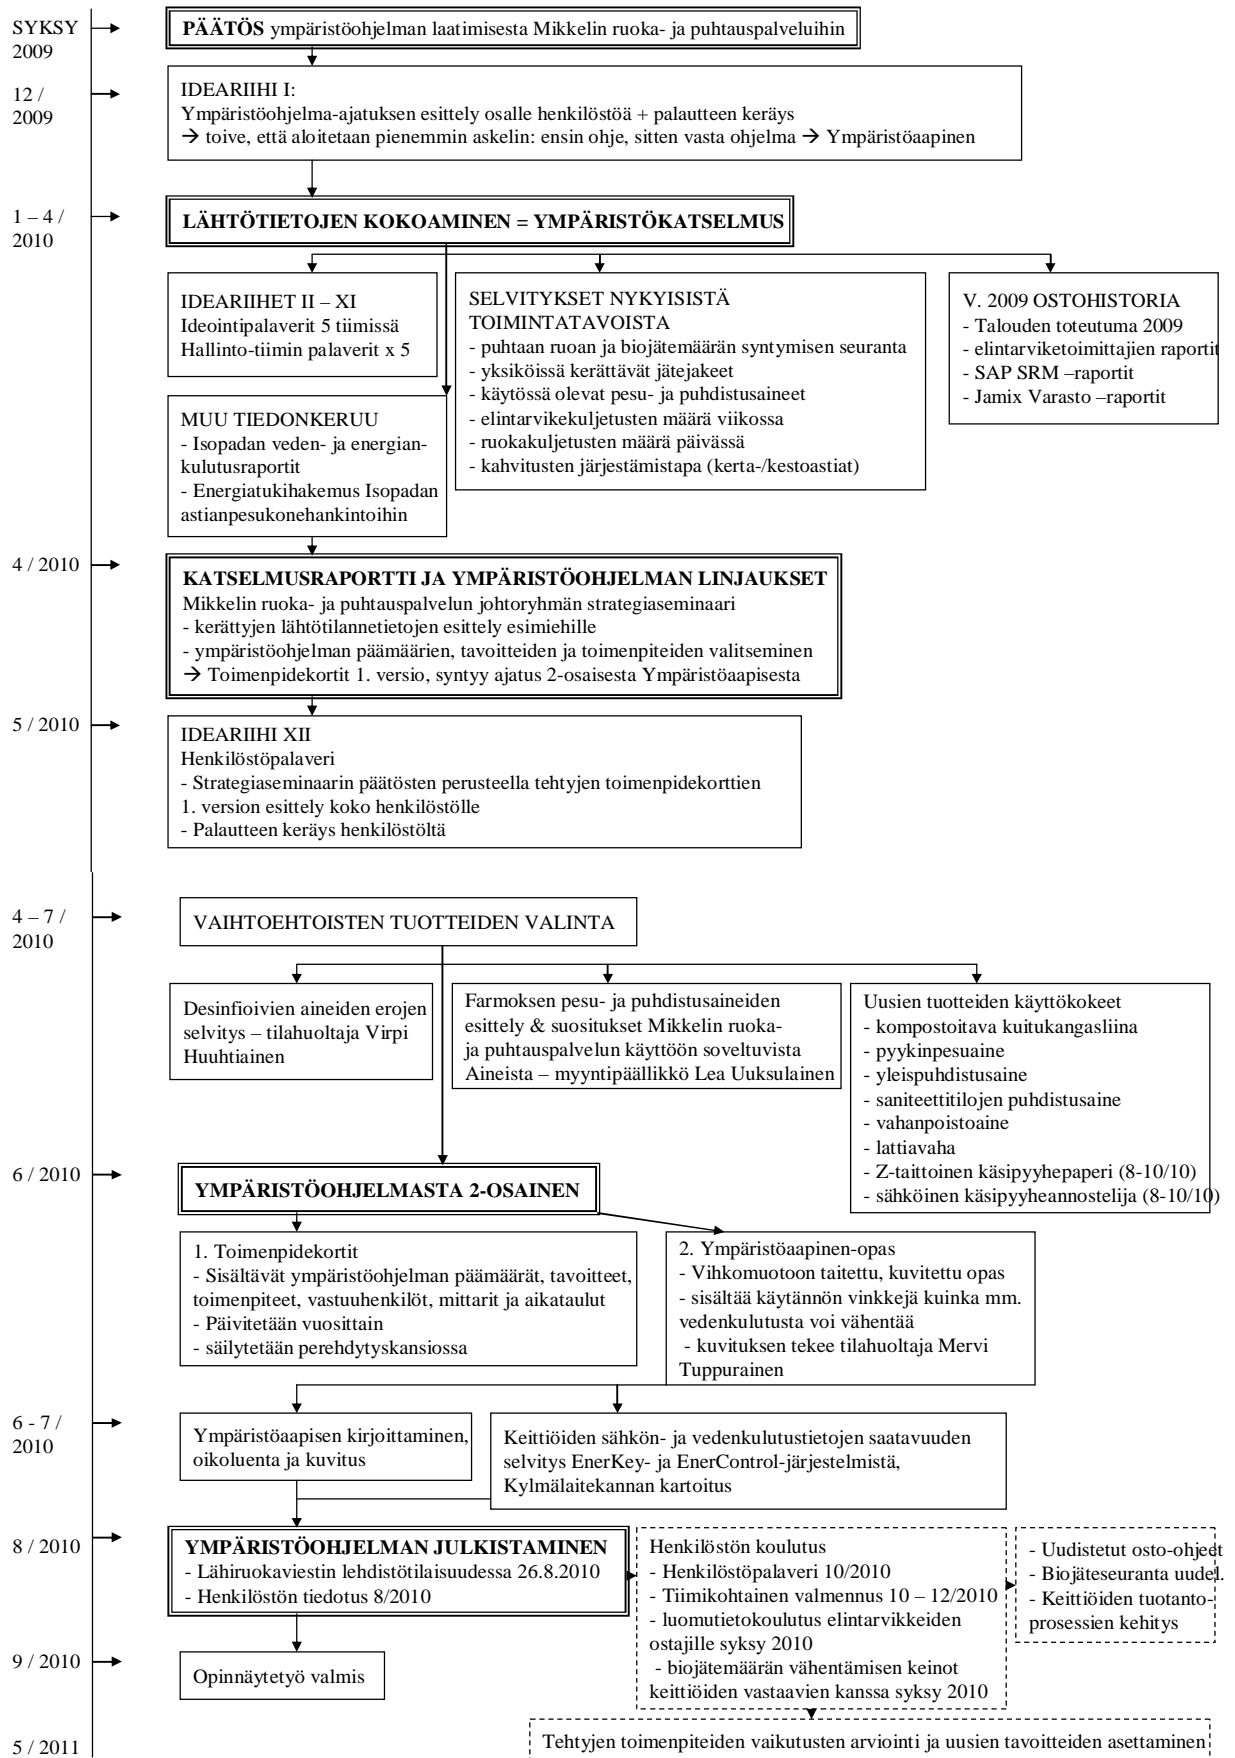 SYKSY
2009
PÄÄTÖS ympäristöohjelman laatimisesta Mikkelin ruoka- ja puhtauspalveluihin
12 /
2009
IDEARIIHI I:
Ympäristöohjelma-ajatuksen esittely osalle henkilöstöä + palautteen keräys
→ toive, että aloitetaan pienemmin askelin: ensin ohje, sitten vasta ohjelma → Ympäristöaapinen
1 – 4 /
2010
LÄHTÖTIETOJEN KOKOAMINEN = YMPÄRISTÖKATSELMUS
IDEARIIHET II – XI
Ideointipalaverit 5 tiimissä
Hallinto-tiimin palaverit x 5
SELVITYKSET NYKYISISTÄ
TOIMINTATAVOISTA
- puhtaan ruoan ja biojätemäärän syntymisen seuranta
- yksiköissä kerättävät jätejakeet
- käytössä olevat pesu- ja puhdistusaineet
- elintarvikekuljetusten määrä viikossa
- ruokakuljetusten määrä päivässä
- kahvitusten järjestämistapa (kerta-/kestoastiat)
V. 2009 OSTOHISTORIA
- Talouden toteutuma 2009
- elintarviketoimittajien raportit
- SAP SRM –raportit
- Jamix Varasto –raportit
MUU TIEDONKERUU
- Isopadan veden- ja energian-
kulutusraportit
- Energiatukihakemus Isopadan
astianpesukonehankintoihin
4 / 2010
KATSELMUSRAPORTTI JA YMPÄRISTÖOHJELMAN LINJAUKSET
Mikkelin ruoka- ja puhtauspalvelun johtoryhmän strategiaseminaari
- kerättyjen lähtötilannetietojen esittely esimiehille
- ympäristöohjelman päämäärien, tavoitteiden ja toimenpiteiden valitseminen
→ Toimenpidekortit 1. versio, syntyy ajatus 2-osaisesta Ympäristöaapisesta
5 / 2010
IDEARIIHI XII
Henkilöstöpalaveri
- Strategiaseminaarin päätösten perusteella tehtyjen toimenpidekorttien
1. version esittely koko henkilöstölle
- Palautteen keräys henkilöstöltä
4 – 7 /
2010
VAIHTOEHTOISTEN TUOTTEIDEN VALINTA
Desinfioivien aineiden erojen
selvitys – tilahuoltaja Virpi
Huuhtiainen
Farmoksen pesu- ja puhdistusaineiden
esittely & suositukset Mikkelin ruoka-
ja puhtauspalvelun käyttöön soveltuvista
Aineista – myyntipäällikkö Lea Uuksulainen
Uusien tuotteiden käyttökokeet
- kompostoitava kuitukangasliina
- pyykinpesuaine
- yleispuhdistusaine
- saniteettitilojen puhdistusaine
- vahanpoistoaine
- lattiavaha
- Z-taittoinen käsipyyhepaperi (8-10/10)
- sähköinen käsipyyheannostelija (8-10/10)
6 / 2010
YMPÄRISTÖOHJELMASTA 2-OSAINEN
1. Toimenpidekortit
- Sisältävät ympäristöohjelman päämäärät, tavoitteet,
toimenpiteet, vastuuhenkilöt, mittarit ja aikataulut
- Päivitetään vuosittain
- säilytetään perehdytyskansiossa
2. Ympäristöaapinen-opas
- Vihkomuotoon taitettu, kuvitettu opas
- sisältää käytännön vinkkejä kuinka mm.
vedenkulutusta voi vähentää
- kuvituksen tekee tilahuoltaja Mervi
Tuppurainen
6 - 7 /
2010
Ympäristöaapisen kirjoittaminen,
oikoluenta ja kuvitus
Keittiöiden sähkön- ja vedenkulutustietojen saatavuuden
selvitys EnerKey- ja EnerControl-järjestelmistä,
Kylmälaitekannan kartoitus
8 / 2010
YMPÄRISTÖOHJELMAN JULKISTAMINEN
- Lähiruokaviestin lehdistötilaisuudessa 26.8.2010
- Henkilöstön tiedotus 8/2010
Henkilöstön koulutus
- Henkilöstöpalaveri 10/2010
- Tiimikohtainen valmennus 10 – 12/2010
- luomutietokoulutus elintarvikkeiden
ostajille syksy 2010
- biojätemäärän vähentämisen keinot
keittiöiden vastaavien kanssa syksy 2010
- Uudistetut osto-ohjeet
- Biojäteseuranta uudel.
- Keittiöiden tuotanto-
prosessien kehitys
9 / 2010
Opinnäytetyö valmis
5 / 2011
Tehtyjen toimenpiteiden vaikutusten arviointi ja uusien tavoitteiden asettaminen